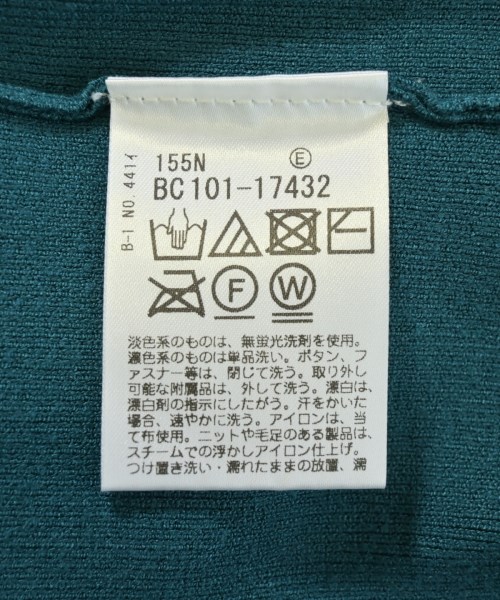 155N Ⓔ
BC101-17432
B-1 NO.4414
F W
淡色系のものは、無蛍光洗剤を使用。
濃色系のものは単品洗い。ボタン、フ
ァスナー等は、閉じて洗う。取り外し
可能な附属品は、外して洗う。漂白は、
漂白剤の指示にしたがう。汗をかいた
場合、速やかに洗う。アイロンは、当
て布使用。ニットや毛足のある製品は、
スチームでの浮かしアイロン仕上げ。
つけ置き洗い・濡れたままの放置、濡